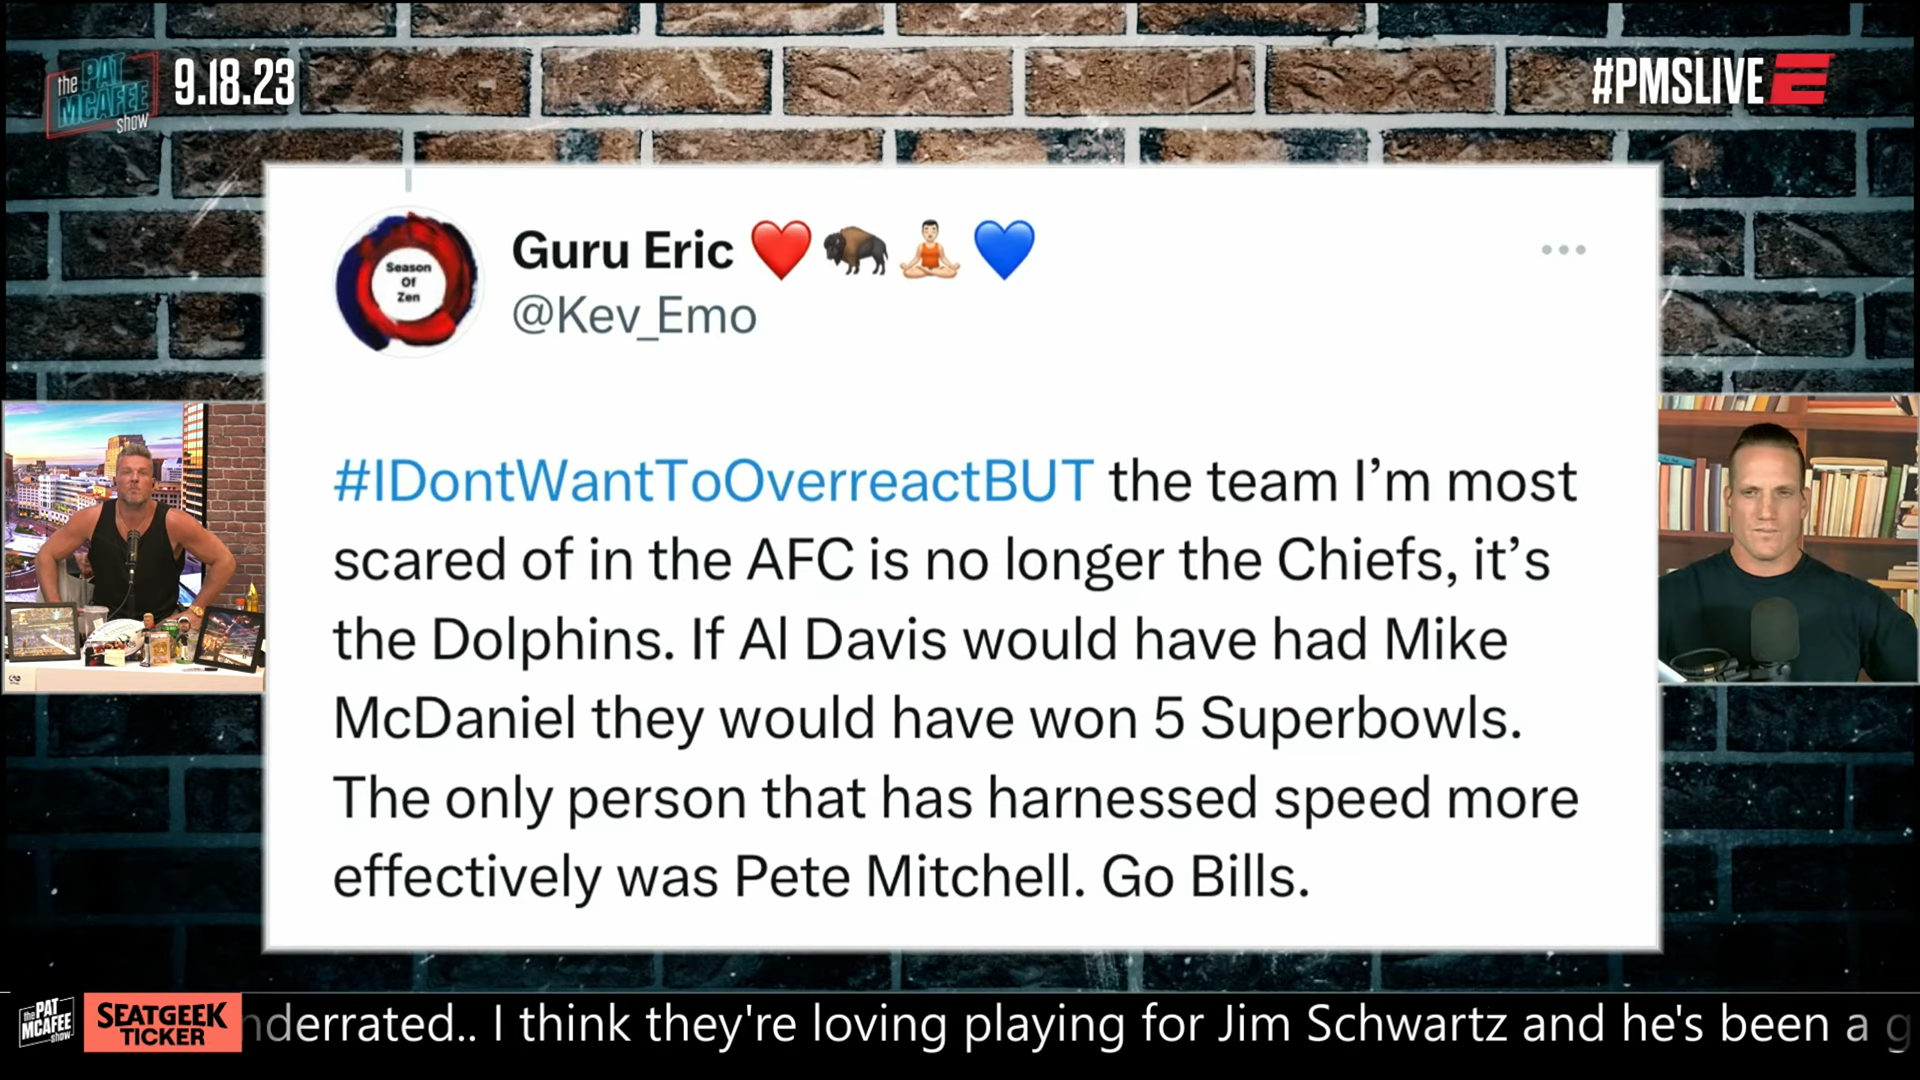 the PAT MCAFEE show
9.18.23
#PMSLIVE
Season
Of
Zen
Guru Eric ❤️🦬🧘🏻‍♂️💙
@Kev_Emo
#IDontWantToOverreactBUT the team I’m most
scared of in the AFC is no longer the Chiefs, it’s
the Dolphins. If Al Davis would have had Mike
McDaniel they would have won 5 Superbowls.
The only person that has harnessed speed more
effectively was Pete Mitchell. Go Bills.
the PAT MCAFEE show
SEATGEEK
TICKER
nderrated.. I think they're loving playing for Jim Schwartz and he's been a g